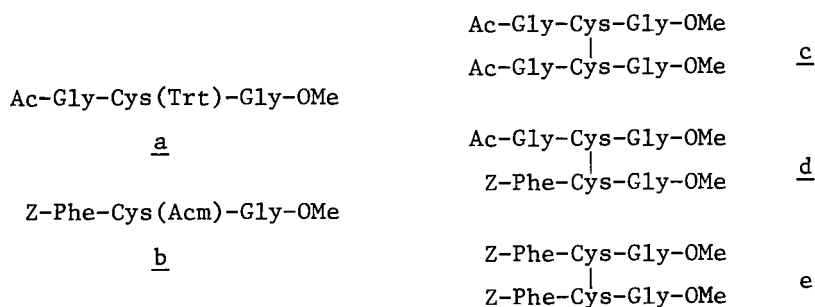 Ac-Gly-Cys(Trt)-Gly-OMe
a
Z-Phe-Cys(Acm)-Gly-OMe
b
Ac-Gly-Cys-Gly-OMe
Ac-Gly-Cys-Gly-OMe
c
Ac-Gly-Cys-Gly-OMe
Z-Phe-Cys-Gly-OMe
d
Z-Phe-Cys-Gly-OMe
Z-Phe-Cys-Gly-OMe
e